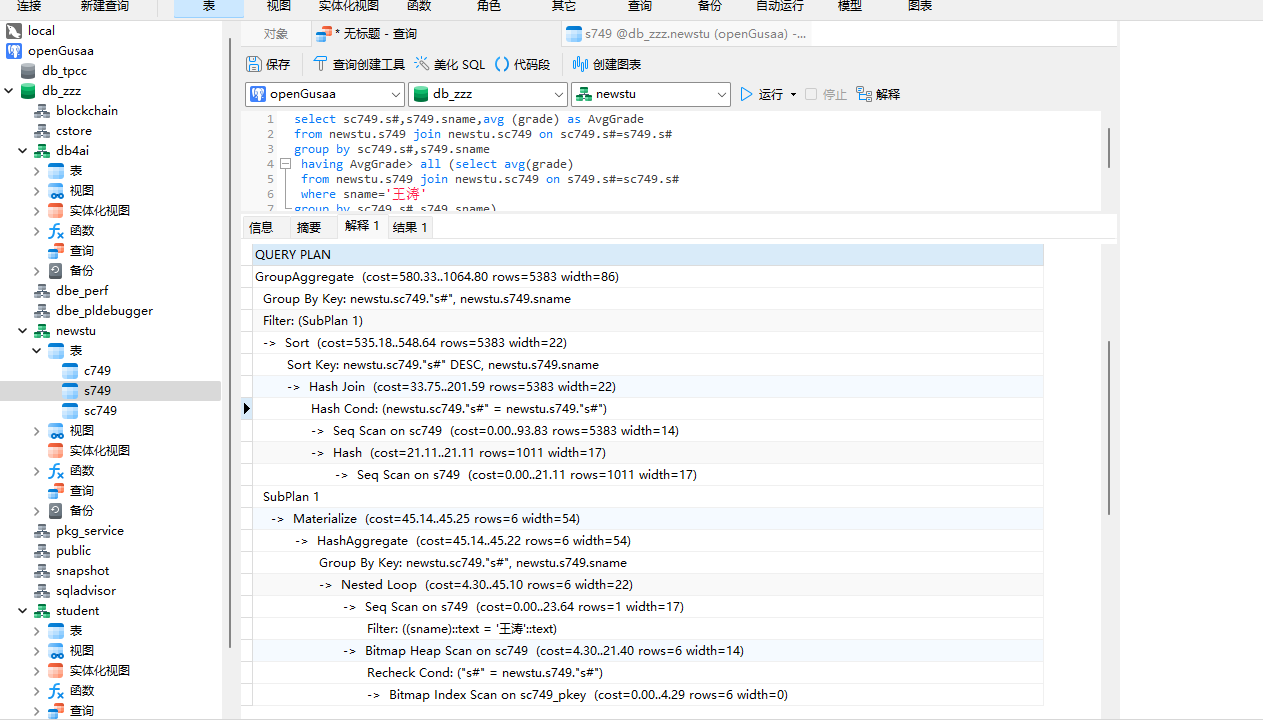 连接 新建查询 表 视图 实体化视图 函数 角色 其它 查询 备份 自动运行 模型 图表
local
openGusaa
db_tpcc
db_zzz
blockchain
cstore
db4ai
表
视图
实体化视图
函数
查询
备份
dbe_perf
dbe_pldebugger
newstu
表
c749
s749
sc749
视图
实体化视图
函数
查询
备份
pkg_service
public
snapshot
sqladvisor
student
表
视图
实体化视图
函数
查询
对象 * 无标题 - 查询 s749 @db_zzz.newstu (openGusaa) -...
保存 查询创建工具 美化 SQL 代码段 创建图表
openGusaa db_zzz newstu 运行 停止 解释
1 select sc749.s#,s749.sname,avg (grade) as AvgGrade
2 from newstu.s749 join newstu.sc749 on sc749.s#=s749.s#
3 group by sc749.s#,s749.sname
4 having AvgGrade> all (select avg(grade)
5 from newstu.s749 join newstu.sc749 on s749.s#=sc749.s#
6 where sname='王涛'
7 group by sc749.s#,s749.sname)
信息 摘要 解释 1 结果 1
QUERY PLAN
GroupAggregate (cost=580.33..1064.80 rows=5383 width=86)
Group By Key: newstu.sc749."s#", newstu.s749.sname
Filter: (SubPlan 1)
-> Sort (cost=535.18..548.64 rows=5383 width=22)
Sort Key: newstu.sc749."s#" DESC, newstu.s749.sname
-> Hash Join (cost=33.75..201.59 rows=5383 width=22)
Hash Cond: (newstu.sc749."s#" = newstu.s749."s#")
-> Seq Scan on sc749 (cost=0.00..93.83 rows=5383 width=14)
-> Hash (cost=21.11..21.11 rows=1011 width=17)
-> Seq Scan on s749 (cost=0.00..21.11 rows=1011 width=17)
SubPlan 1
-> Materialize (cost=45.14..45.25 rows=6 width=54)
-> HashAggregate (cost=45.14..45.22 rows=6 width=54)
Group By Key: newstu.sc749."s#", newstu.s749.sname
-> Nested Loop (cost=4.30..45.10 rows=6 width=22)
-> Seq Scan on s749 (cost=0.00..23.64 rows=1 width=17)
Filter: ((sname)::text = '王涛'::text)
-> Bitmap Heap Scan on sc749 (cost=4.30..21.40 rows=6 width=14)
Recheck Cond: ("s#" = newstu.s749."s#")
-> Bitmap Index Scan on sc749_pkey (cost=0.00..4.29 rows=6 width=0)